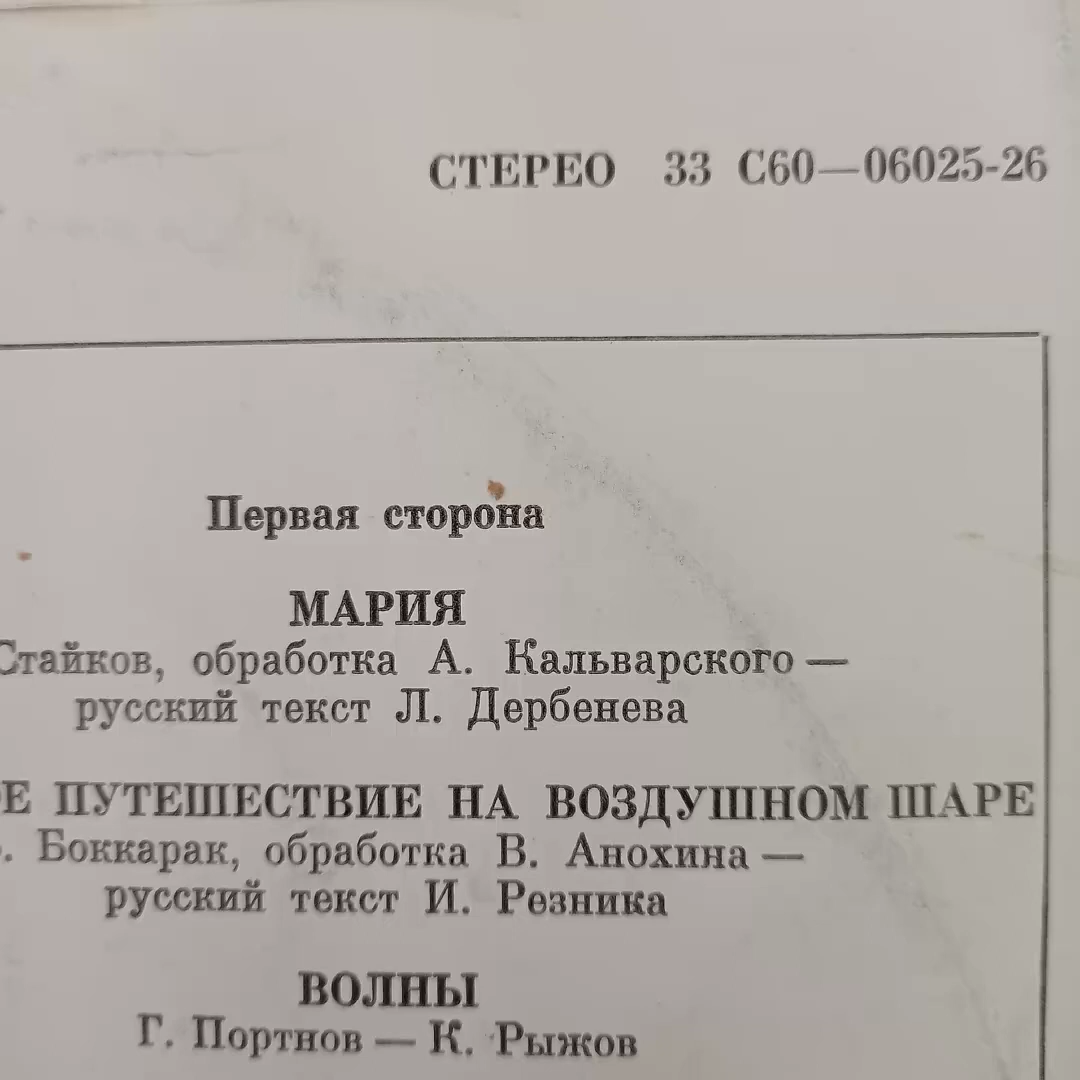 СТЕРЕО 33 С60—06025-26
Первая сторона
МАРИЯ
Стайков, обработка А. Кальварского —
русский текст Л. Дербенева
ПУТЕШЕСТВИЕ НА ВОЗДУШНОМ ШАРЕ
Боккарак, обработка В. Анохина —
русский текст И. Резника
ВОЛНЫ
Г. Портнов — К. Рыжов